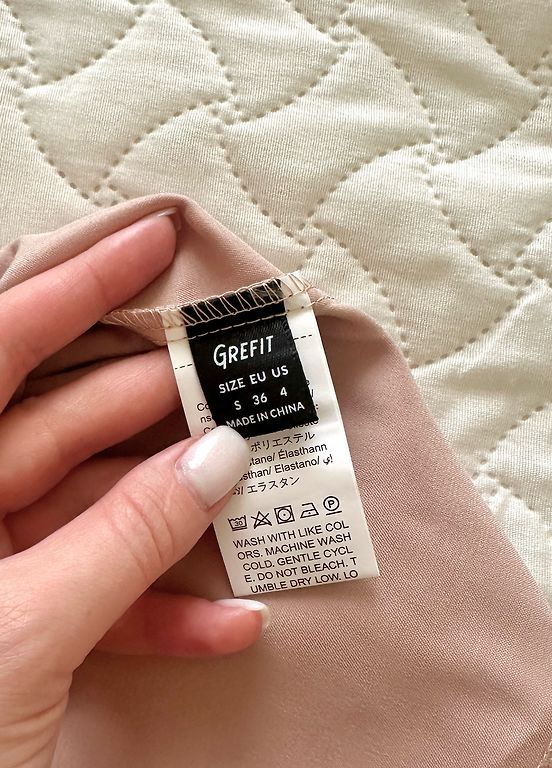 GREFIT
SIZE EU US
S 36 4
MADE IN CHINA
ポリエステル
Élasthann
Elastano/
エラスタン
30
P
WASH WITH LIKE COL
ORS. MACHINE WASH
COLD. GENTLE CYCL
E. DO NOT BLEACH. T
UMBLE DRY LOW. LO